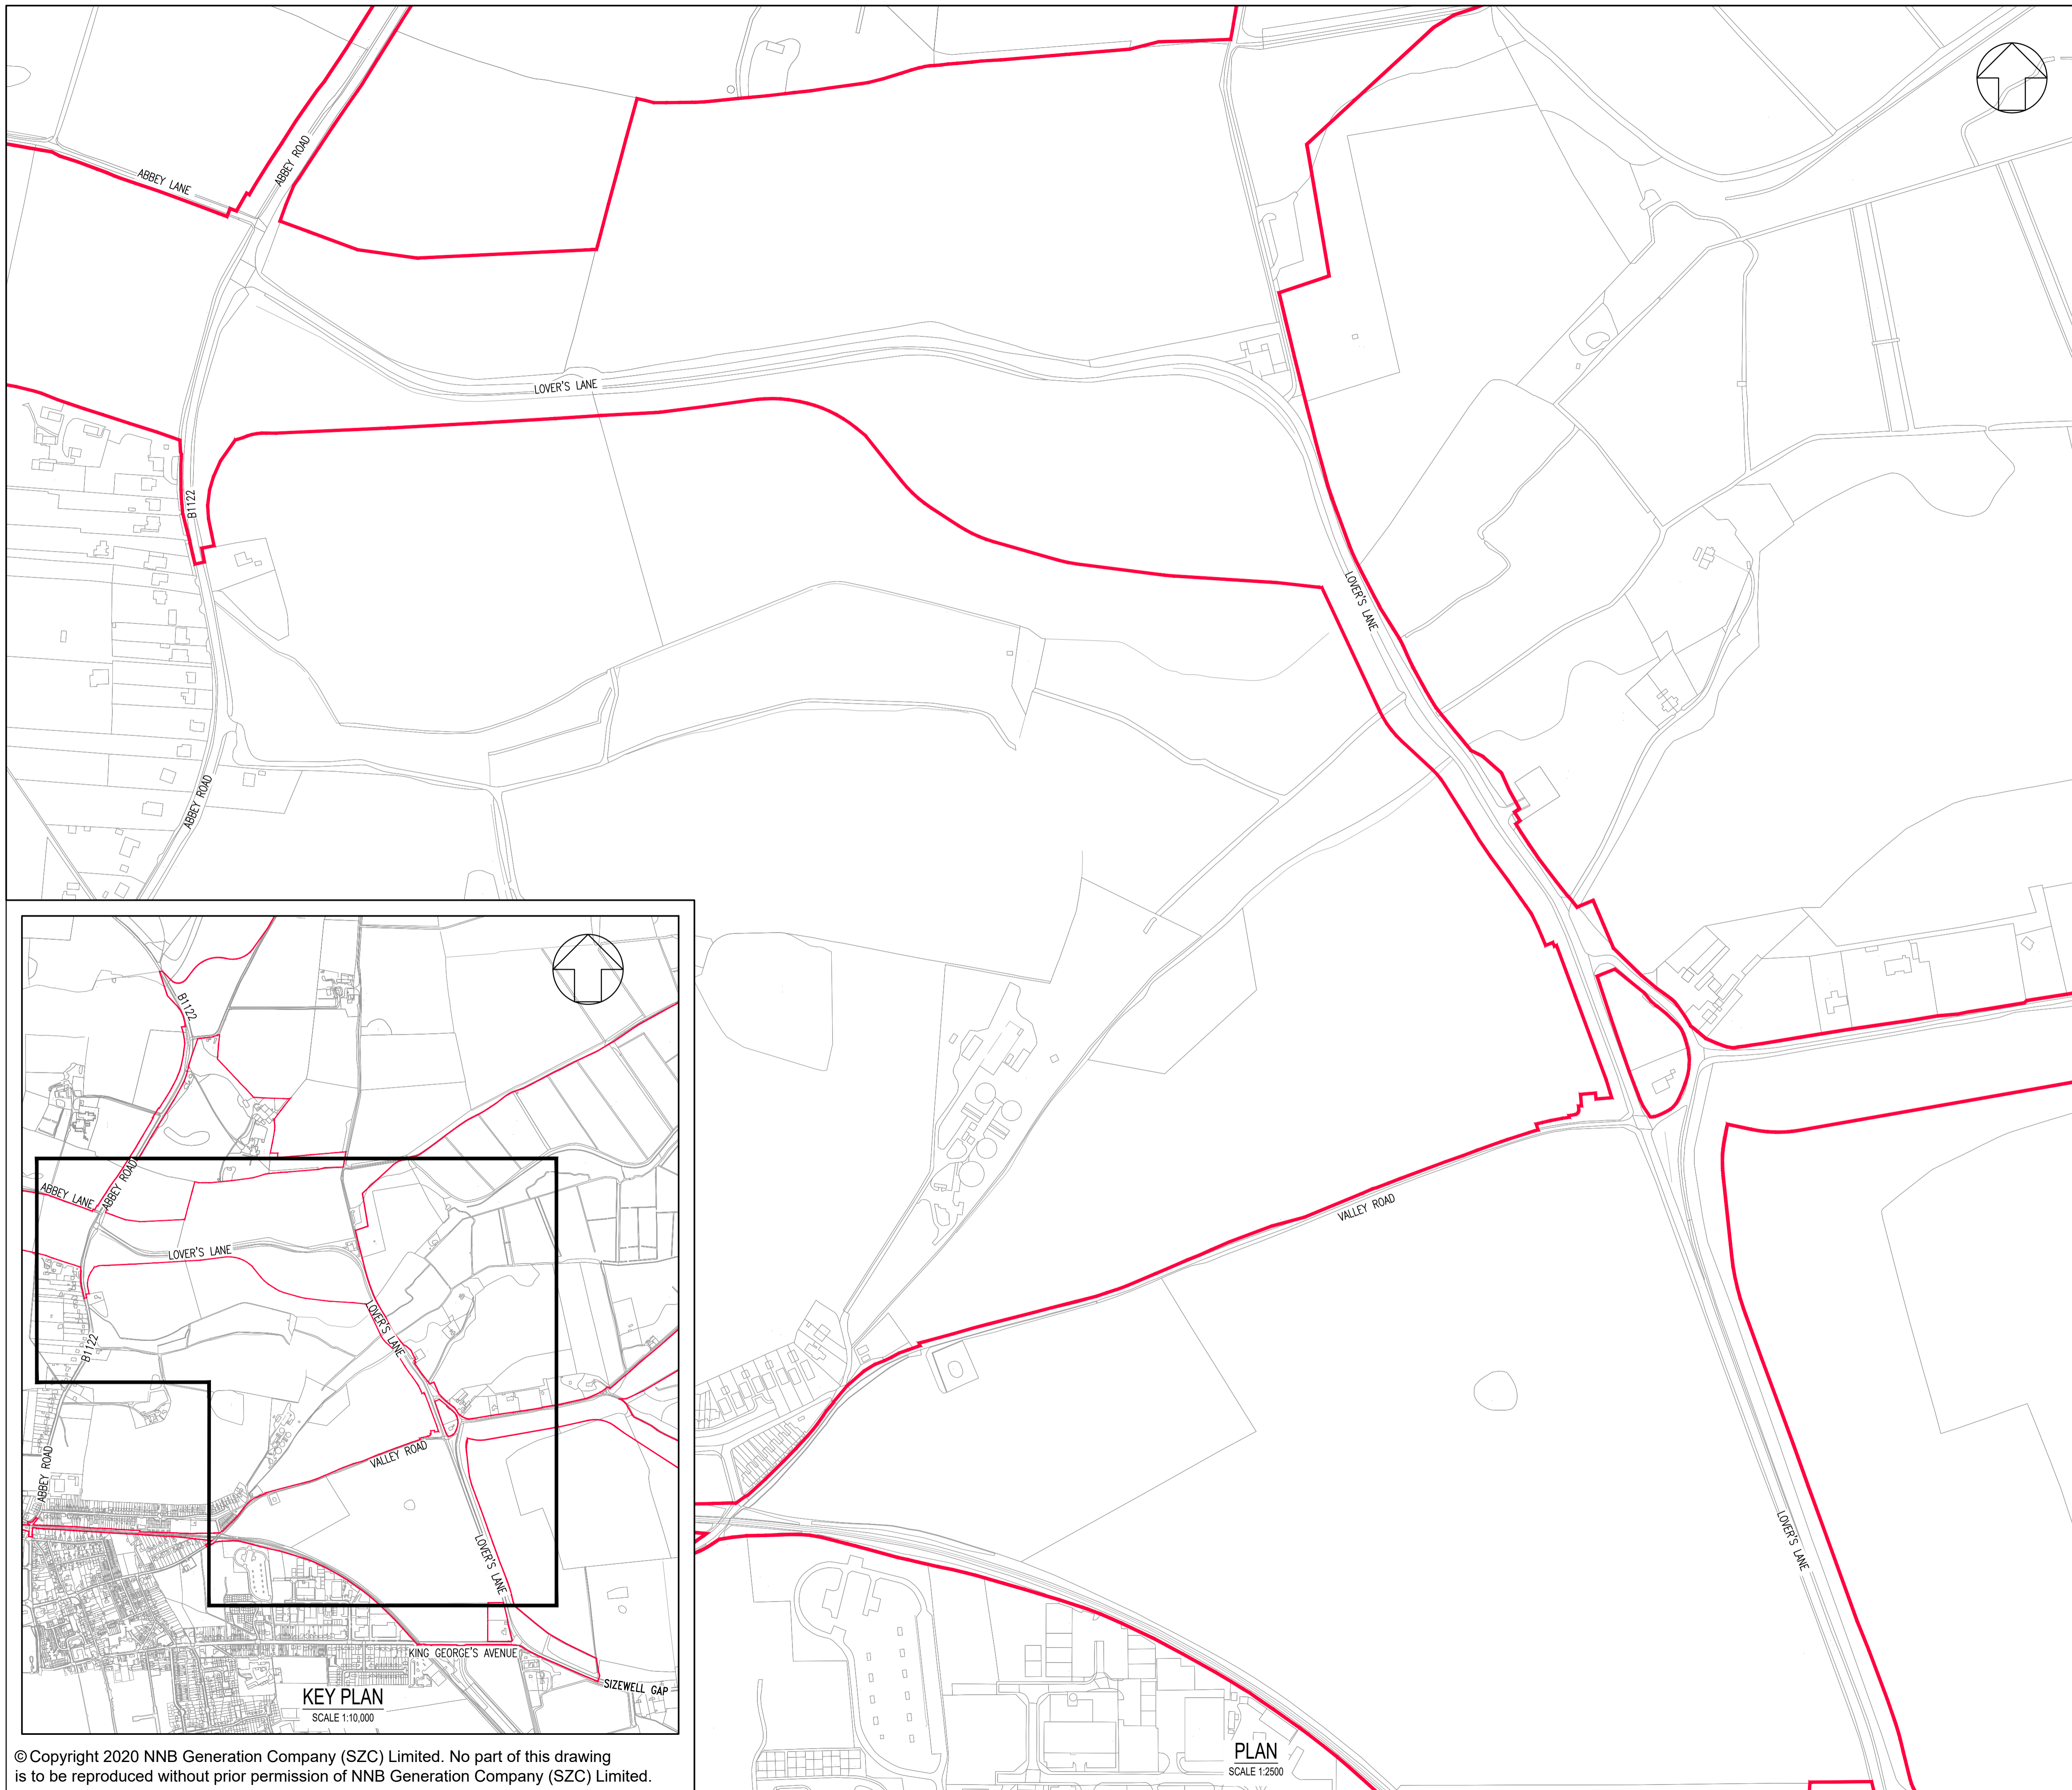 ABBEY ROAD
ABBEY LANE
LOVER'S LANE
B1122
LOVER'S LANE
ABBEY ROAD
VALLEY ROAD
LOVER'S LANE
PLAN
SCALE 1:2500
B1122
ABBEY ROAD
ABBEY LANE
LOVER'S LANE
LOVER'S LANE
B1122
VALLEY ROAD
ABBEY ROAD
LOVER'S LANE
KING GEORGE'S AVENUE
SIZEWELL GAP
KEY PLAN
SCALE 1:10,000
© Copyright 2020 NNB Generation Company (SZC) Limited. No part of this drawing
is to be reproduced without prior permission of NNB Generation Company (SZC) Limited.